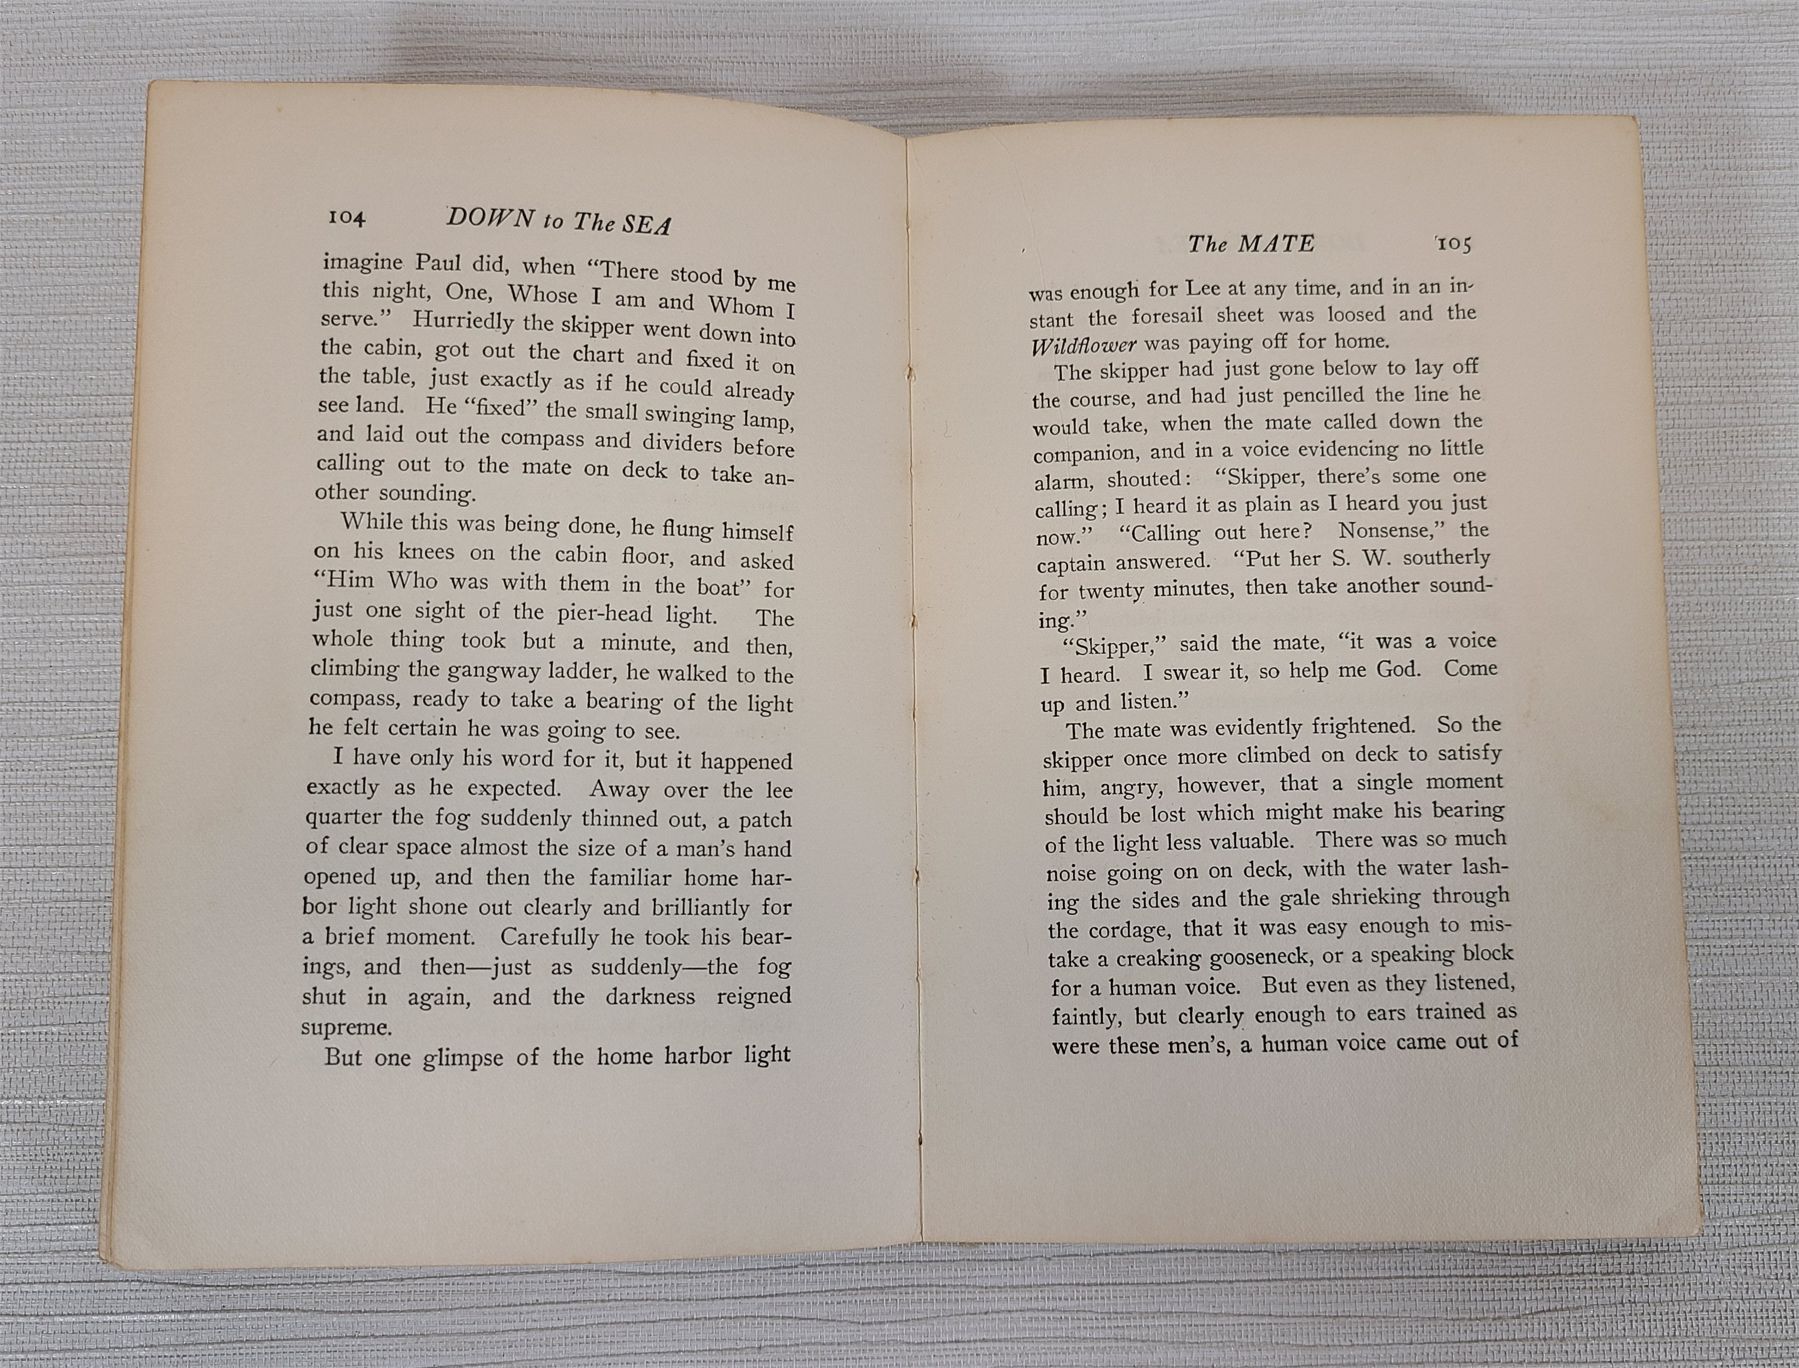 104 DOWN to The SEA
imagine Paul did, when “There stood by me
this night, One, Whose I am and Whom I
serve.” Hurriedly the skipper went down into
the cabin, got out the chart and fixed it on
the table, just exactly as if he could already
see land. He “fixed” the small swinging lamp,
and laid out the compass and dividers before
calling out to the mate on deck to take an-
other sounding.
While this was being done, he flung himself
on his knees on the cabin floor, and asked
“Him Who was with them in the boat” for
just one sight of the pier-head light. The
whole thing took but a minute, and then,
climbing the gangway ladder, he walked to the
compass, ready to take a bearing of the light
he felt certain he was going to see.
I have only his word for it, but it happened
exactly as he expected. Away over the lee
quarter the fog suddenly thinned out, a patch
of clear space almost the size of a man’s hand
opened up, and then the familiar home har-
bor light shone out clearly and brilliantly for
a brief moment. Carefully he took his bear-
ings, and then—just as suddenly—the fog
shut in again, and the darkness reigned
supreme.
But one glimpse of the home harbor light
The MATE 105
was enough for Lee at any time, and in an in-
stant the foresail sheet was loosed and the
Wildflower was paying off for home.
The skipper had just gone below to lay off
the course, and had just pencilled the line he
would take, when the mate called down the
companion, and in a voice evidencing no little
alarm, shouted: “Skipper, there’s some one
calling; I heard it as plain as I heard you just
now.” “Calling out here? Nonsense,” the
captain answered. “Put her S. W. southerly
for twenty minutes, then take another sound-
ing.”
“Skipper,” said the mate, “it was a voice
I heard. I swear it, so help me God. Come
up and listen.”
The mate was evidently frightened. So the
skipper once more climbed on deck to satisfy
him, angry, however, that a single moment
should be lost which might make his bearing
of the light less valuable. There was so much
noise going on on deck, with the water lash-
ing the sides and the gale shrieking through
the cordage, that it was easy enough to mis-
take a creaking gooseneck, or a speaking block
for a human voice. But even as they listened,
faintly, but clearly enough to ears trained as
were these men’s, a human voice came out of